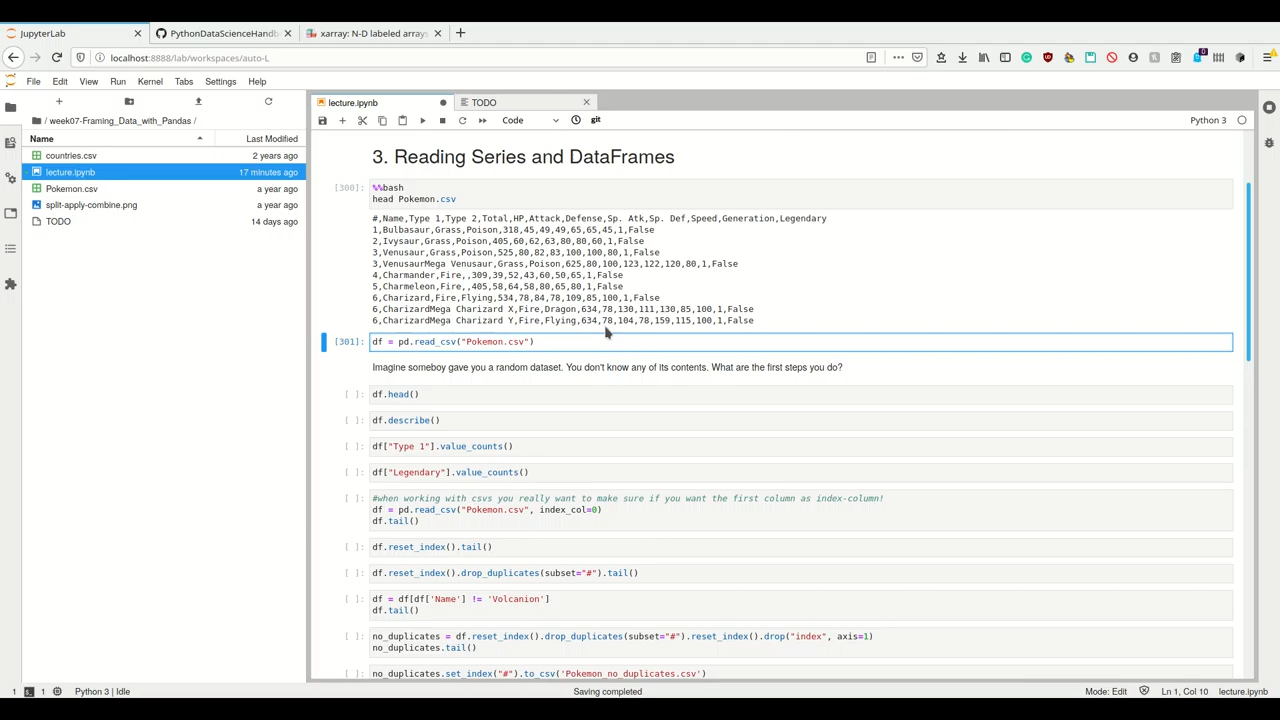 JupyterLab
PythonDataScienceHandb
xarray: N-D labeled arrays
localhost:8888/lab/workspaces/auto-L
File Edit View Run Kernel Tabs Settings Help
/ week07-Framing_Data_with_Pandas /
Name Last Modified
countries.csv 2 years ago
lecture.ipynb 17 minutes ago
Pokemon.csv a year ago
split-apply-combine.png a year ago
TODO 14 days ago
lecture.ipynb TODO
Code git Python 3
3. Reading Series and DataFrames
[300]: %%bash
head Pokemon.csv
#,Name,Type 1,Type 2,Total,HP,Attack,Defense,Sp. Atk,Sp. Def,Speed,Generation,Legendary
1,Bulbasaur,Grass,Poison,318,45,49,49,65,65,45,1,False
2,Ivysaur,Grass,Poison,405,60,62,63,80,80,60,1,False
3,Venusaur,Grass,Poison,525,80,82,83,100,100,80,1,False
3,VenusaurMega Venusaur,Grass,Poison,625,80,100,123,122,120,80,1,False
4,Charmander,Fire,,309,39,52,43,60,50,65,1,False
5,Charmeleon,Fire,,405,58,64,58,80,65,80,1,False
6,Charizard,Fire,Flying,534,78,84,78,109,85,100,1,False
6,CharizardMega Charizard X,Fire,Dragon,634,78,130,111,130,85,100,1,False
6,CharizardMega Charizard Y,Fire,Flying,634,78,104,78,159,115,100,1,False
[301]: df = pd.read_csv("Pokemon.csv")
Imagine someboy gave you a random dataset. You don't know any of its contents. What are the first steps you do?
[ ]: df.head()
[ ]: df.describe()
[ ]: df["Type 1"].value_counts()
[ ]: df["Legendary"].value_counts()
[ ]: #when working with csvs you really want to make sure if you want the first column as index-column!
df = pd.read_csv("Pokemon.csv", index_col=0)
df.tail()
[ ]: df.reset_index().tail()
[ ]: df.reset_index().drop_duplicates(subset="#").tail()
[ ]: df = df[df['Name'] != 'Volcanion']
df.tail()
[ ]: no_duplicates = df.reset_index().drop_duplicates(subset="#").reset_index().drop("index", axis=1)
no_duplicates.tail()
[ ]: no_duplicates.set_index("#").to_csv('Pokemon_no_duplicates.csv')
1 1 Python 3 | Idle Saving completed Mode: Edit Ln 1, Col 10 lecture.ipynb